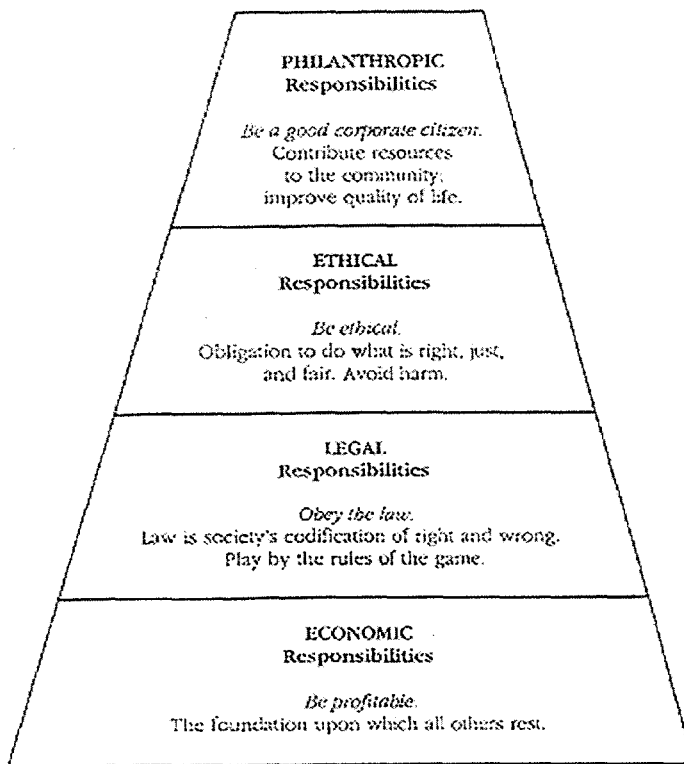 PHILANTHROPIC
Responsibilities
Be a good corporate citizen.
Contribute resources
to the community;
improve quality of life.
ETHICAL
Responsibilities
Be ethical.
Obligation to do what is right, just,
and fair. Avoid harm.
LEGAL
Responsibilities
Obey the law.
Law is society's codification of right and wrong.
Play by the rules of the game.
ECONOMIC
Responsibilities
Be profitable.
The foundation upon which all others rest.